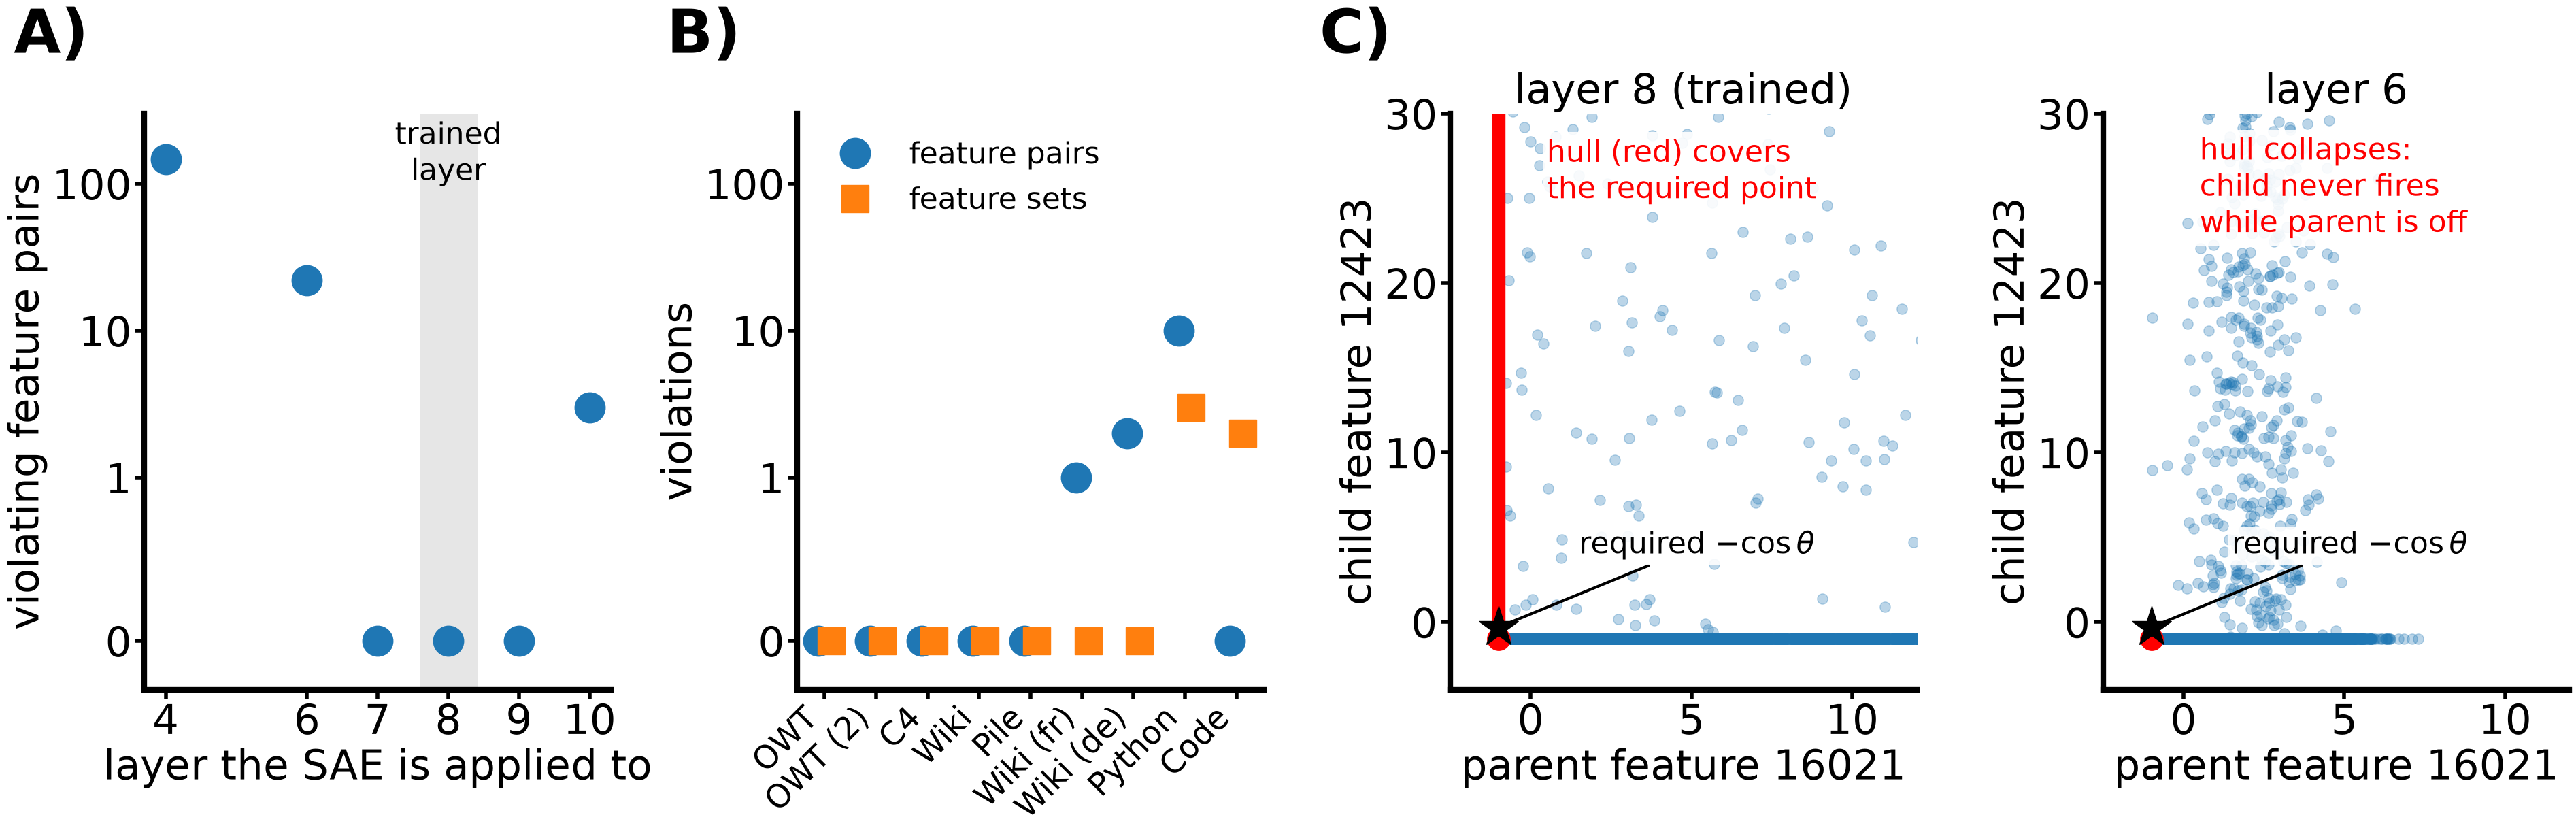 A)
violating feature pairs
100
10
1
0
trained
layer
4 6 7 8 9 10
layer the SAE is applied to
B)
violations
100
10
1
0
feature pairs
feature sets
OWT
OWT (2)
C4
Wiki
Pile
Wiki (fr)
Wiki (de)
Python
Code
C)
layer 8 (trained)
child feature 12423
30
20
10
0
hull (red) covers
the required point
required −cos θ
0 5 10
parent feature 16021
layer 6
child feature 12423
30
20
10
0
hull collapses:
child never fires
while parent is off
required −cos θ
0 5 10
parent feature 16021